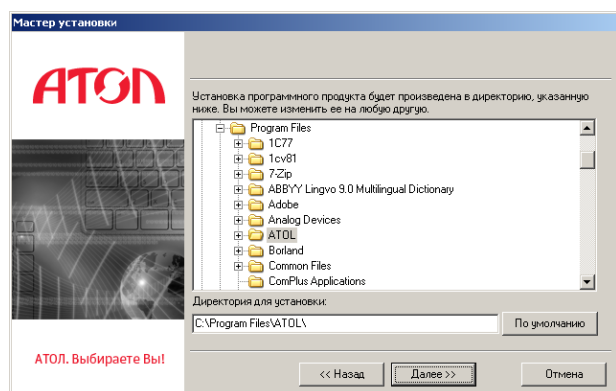 Мастер установки
АТОЛ
Установка программного продукта будет произведена в директорию, указанную
ниже. Вы можете изменить ее на любую другую.
Program Files
1C77
1cv81
7-Zip
ABBYY Lingvo 9.0 Multilingual Dictionary
Adobe
Analog Devices
ATOL
Borland
Common Files
ComPlus Applications
Директория для установки:
C:\Program Files\ATOL\
По умолчанию
АТОЛ. Выбираете Вы!
<< Назад
Далее >>
Отмена